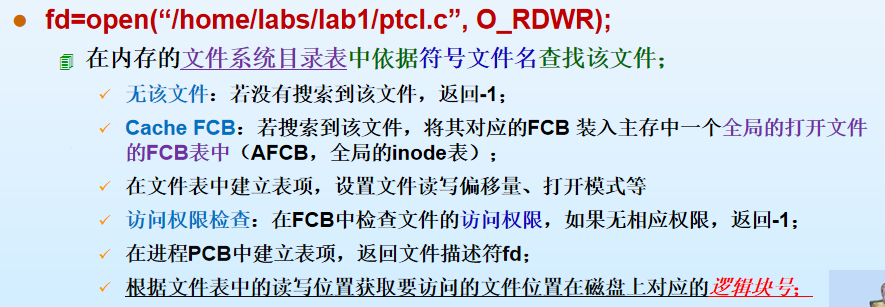 fd=open(“/home/labs/lab1/ptcl.c”, O_RDWR);
在内存的文件系统目录表中依据符号文件名查找该文件；
无该文件：若没有搜索到该文件，返回-1；
Cache FCB：若搜索到该文件，将其对应的FCB 装入主存中一个全局的打开文件
的FCB表中（AFCB，全局的inode表）；
在文件表中建立表项，设置文件读写偏移量、打开模式等
访问权限检查：在FCB中检查文件的访问权限，如果无相应权限，返回-1；
在进程PCB中建立表项，返回文件描述符fd；
根据文件表中的读写位置获取要访问的文件位置在磁盘上对应的逻辑块号；